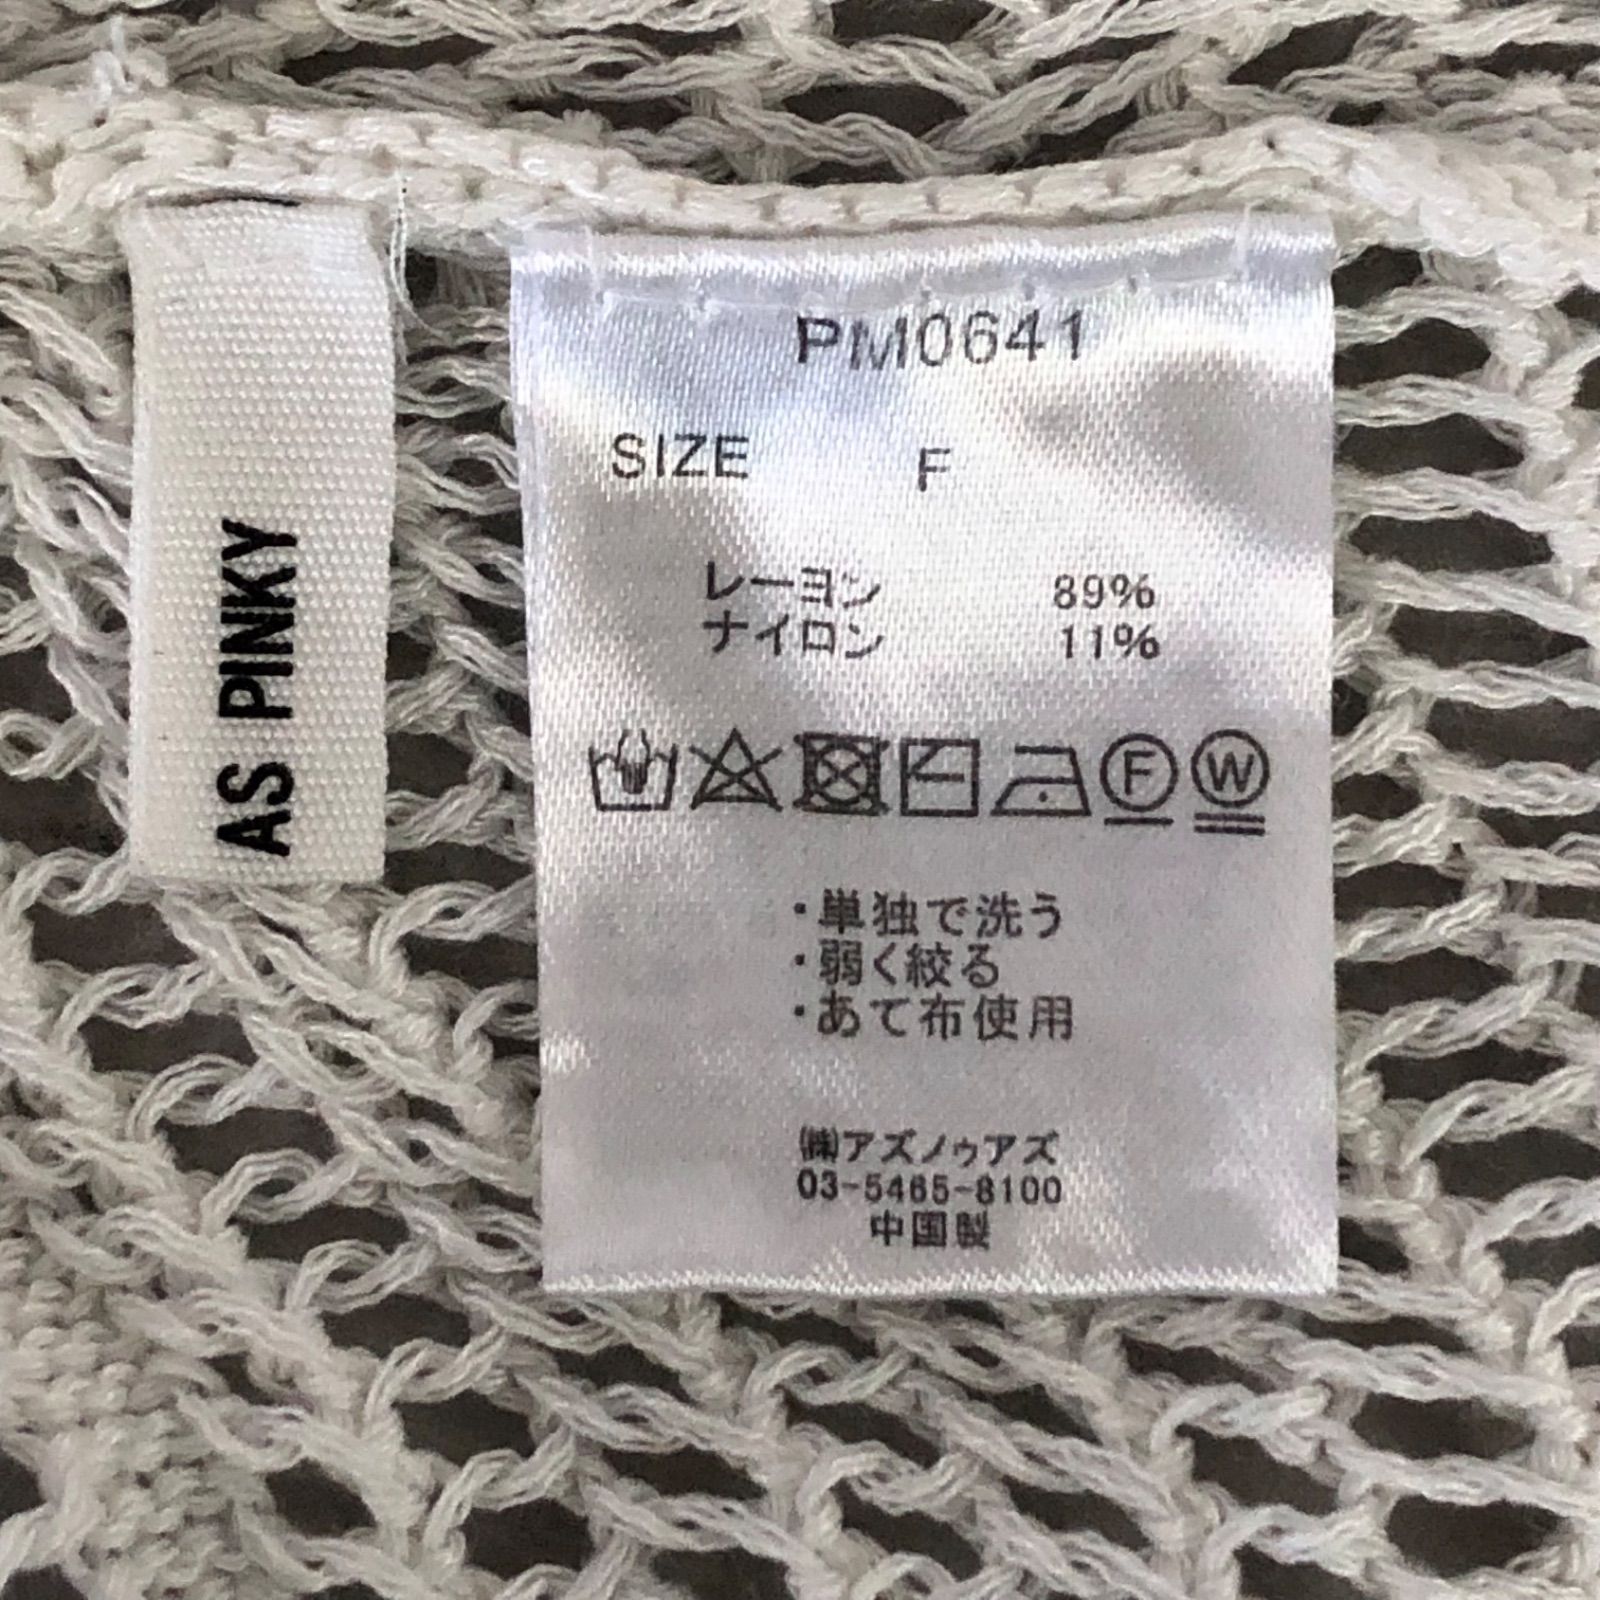 AS PINKY
PM0641
SIZE F
レーヨン 89%
ナイロン 11%
F W
・単独で洗う
・弱く絞る
・あて布使用
㈱アズノゥアズ
03-5465-8100
中国製